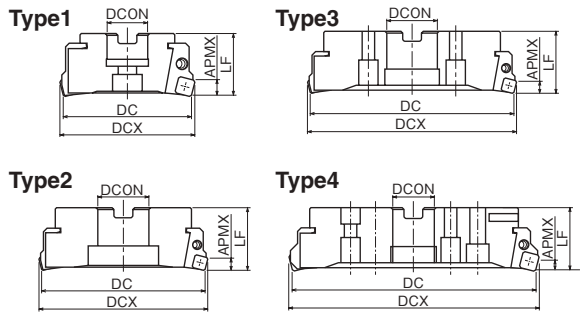 Type1
DCON
APMX
LF
DC
DCX
Type3
DCON
APMX
LF
DC
DCX
Type2
DCON
APMX
LF
DC
DCX
Type4
DCON
APMX
LF
DC
DCX